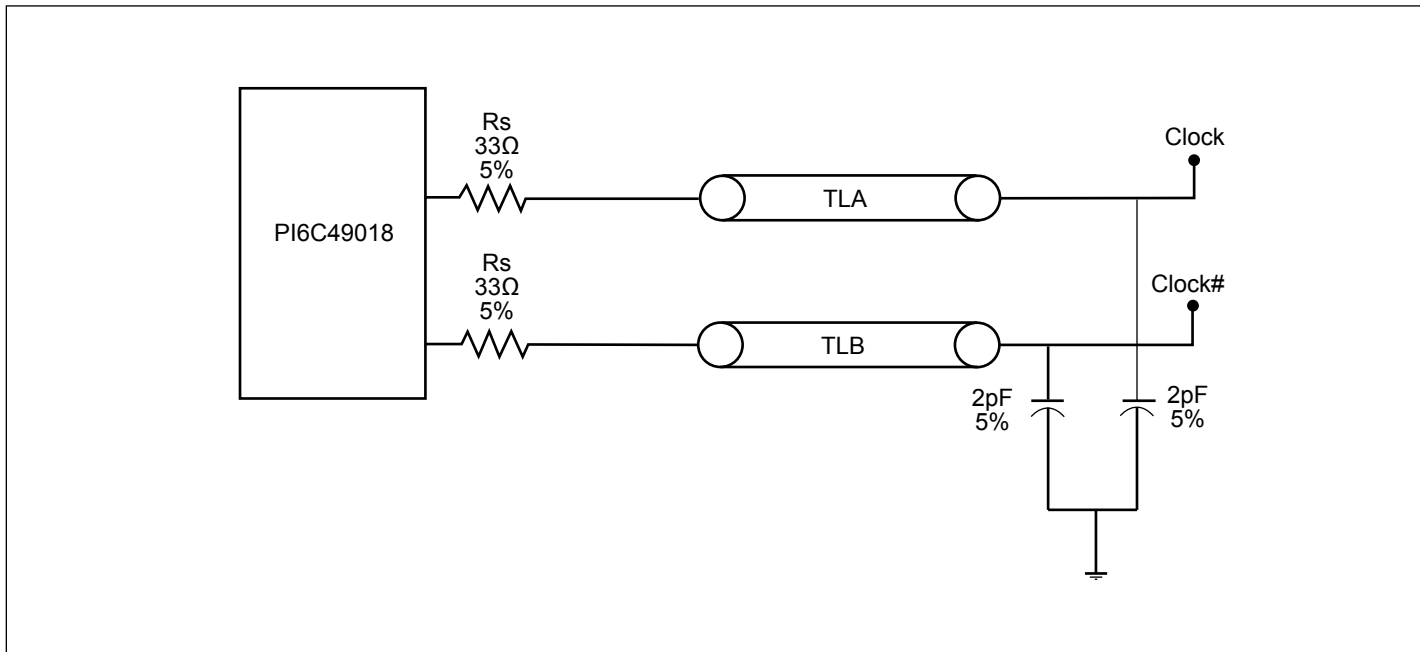 Rs
33Ω
5%
Clock
PI6C49018
TLA
Rs
33Ω
5%
Clock#
TLB
2pF
5%
2pF
5%